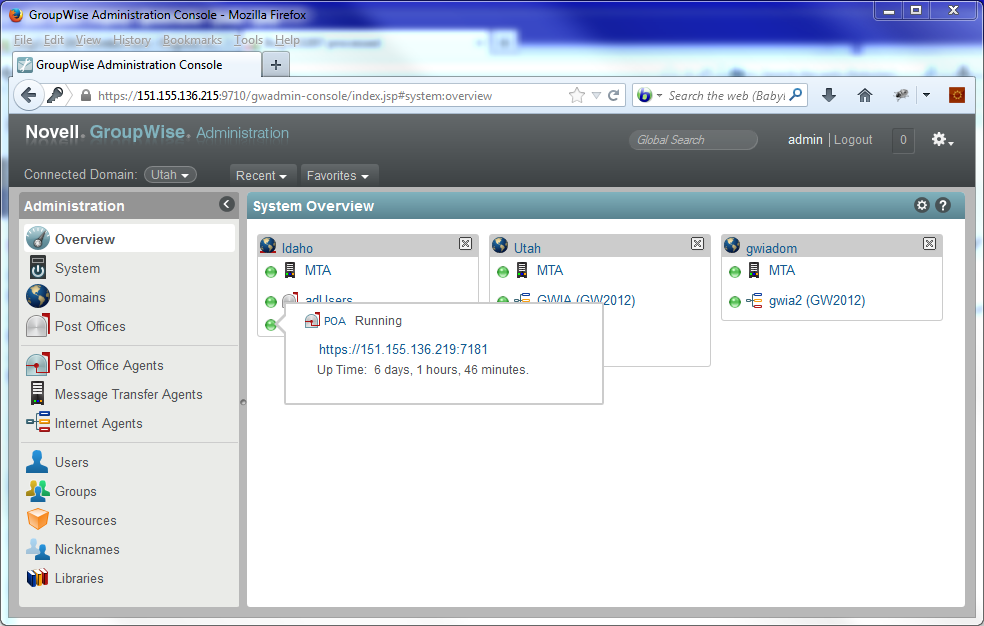 GroupWise Administration Console - Mozilla Firefox
File Edit View History Bookmarks Tools Help
GroupWise Administration Console
https://151.155.136.215:9710/gwadmin-console/index.jsp#system:overview
Search the web (Baby
Novell. GroupWise. Administration
Global Search
admin | Logout
0
Connected Domain: Utah
Recent
Favorites
Administration
Overview
System
Domains
Post Offices
Post Office Agents
Message Transfer Agents
Internet Agents
Users
Groups
Resources
Nicknames
Libraries
System Overview
Idaho
MTA
adUsers
Utah
MTA
GWIA (GW2012)
gwiadom
MTA
gwia2 (GW2012)
POA Running
https://151.155.136.219:7181
Up Time: 6 days, 1 hours, 46 minutes.